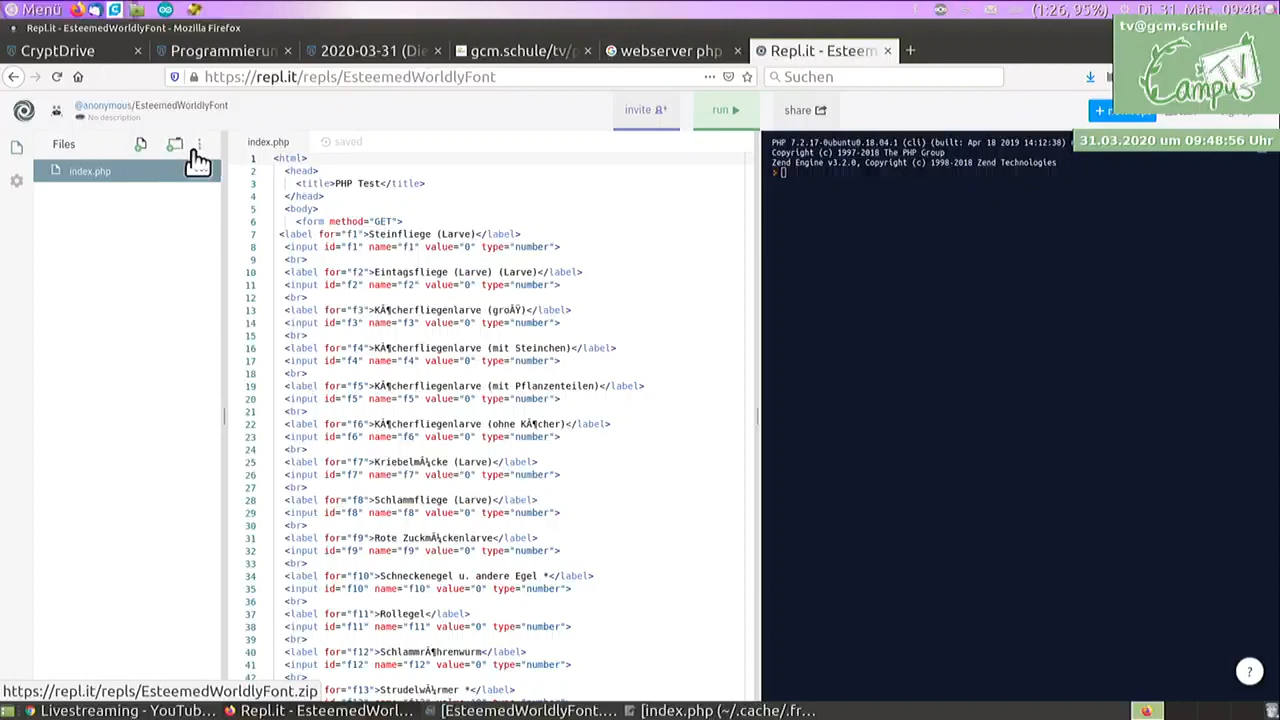 Menü
(1:26, 95%)
Di 31. Mär, 09:48
Repl.it - EsteemedWorldlyFont - Mozilla Firefox
tv@gcm.schule
Campus TV
31.03.2020 um 09:48:56 Uhr
CryptDrive
Programmierun
2020-03-31 (Die
gcm.schule/tv/p
webserver php
Repl.it - Esteem
https://repl.it/repls/EsteemedWorldlyFont
Suchen
@anonymous/EsteemedWorldlyFont
No description
invite
run
share
Files
index.php
index.php
saved
1 <html>
2 <head>
3 <title>PHP Test</title>
4 </head>
5 <body>
6 <form method="GET">
7 <label for="f1">Steinfliege (Larve)</label>
8 <input id="f1" name="f1" value="0" type="number">
9 <br>
10 <label for="f2">Eintagsfliege (Larve) (Larve)</label>
11 <input id="f2" name="f2" value="0" type="number">
12 <br>
13 <label for="f3">KÃ¶cherfliegenlarve (groÃŸ)</label>
14 <input id="f3" name="f3" value="0" type="number">
15 <br>
16 <label for="f4">KÃ¶cherfliegenlarve (mit Steinchen)</label>
17 <input id="f4" name="f4" value="0" type="number">
18 <br>
19 <label for="f5">KÃ¶cherfliegenlarve (mit Pflanzenteilen)</label>
20 <input id="f5" name="f5" value="0" type="number">
21 <br>
22 <label for="f6">KÃ¶cherfliegenlarve (ohne KÃ¶cher)</label>
23 <input id="f6" name="f6" value="0" type="number">
24 <br>
25 <label for="f7">KriebelmÃ¼cke (Larve)</label>
26 <input id="f7" name="f7" value="0" type="number">
27 <br>
28 <label for="f8">Schlammfliege (Larve)</label>
29 <input id="f8" name="f8" value="0" type="number">
30 <br>
31 <label for="f9">Rote ZuckmÃ¼ckenlarve</label>
32 <input id="f9" name="f9" value="0" type="number">
33 <br>
34 <label for="f10">Schneckenegel u. andere Egel *</label>
35 <input id="f10" name="f10" value="0" type="number">
36 <br>
37 <label for="f11">Rollegel</label>
38 <input id="f11" name="f11" value="0" type="number">
39 <br>
40 <label for="f12">SchlammrÃ¶hrenwurm</label>
41 <input id="f12" name="f12" value="0" type="number">
42 <br>
<label for="f13">StrudelwÃ¼rmer *</label>
PHP 7.2.17-0ubuntu0.18.04.1 (cli) (built: Apr 18 2019 14:12:38)
Copyright (c) 1997-2018 The PHP Group
Zend Engine v3.2.0, Copyright (c) 1998-2018 Zend Technologies
>
?
https://repl.it/repls/EsteemedWorldlyFont.zip
Livestreaming - YouTub...
Repl.it - EsteemedWorl...
[EsteemedWorldlyFont....
[index.php (~/.cache/.fr...